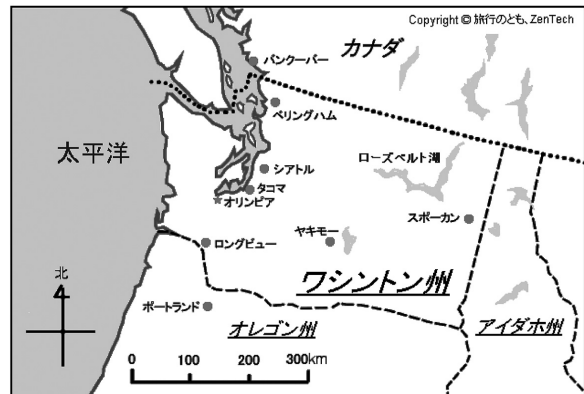 Copyright © 旅行のとも、ZenTech
カナダ
バンクーバー
ベリングハム
太平洋
シアトル
ローズベルト湖
タコマ
オリンピア
スポーカン
ロングビュー
ヤキモー
北
ワシントン州
ポートランド
オレゴン州
アイダホ州
0 100 200 300km